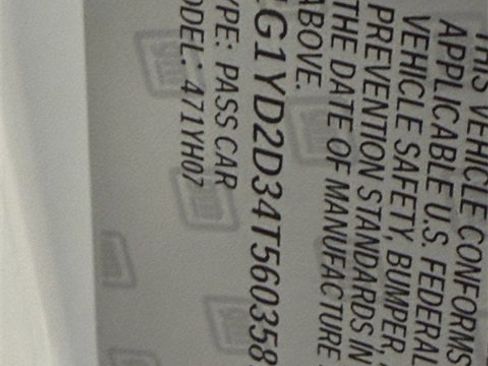 THIS VEHICLE CONFORMS
APPLICABLE U.S. FEDERAL
VEHICLE SAFETY, BUMPER,
PREVENTION STANDARDS IN
THE DATE OF MANUFACTURE
ABOVE.
G1YD2D34T560358
YPE: PASS CAR
ODEL: 471YH07